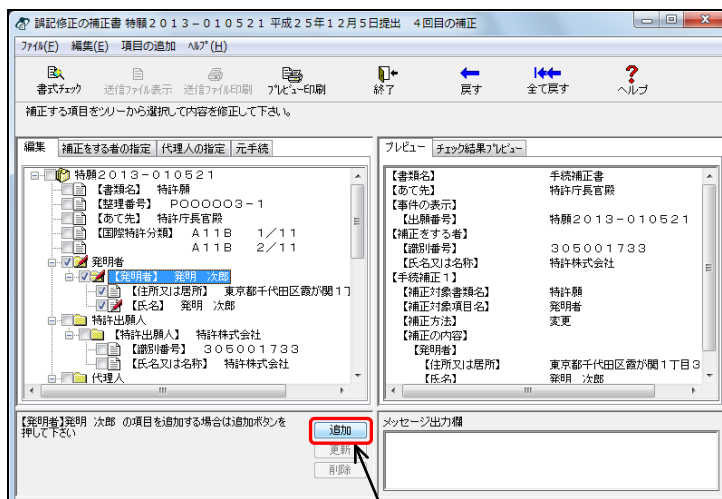 誤記修正の補正書 特願2013-010521 平成25年12月5日提出 4回目の補正
ファイル(F) 編集(E) 項目の追加 ヘルプ(H)
書式チェック 送信ファイル表示 送信ファイル印刷 プレビュー印刷 終了 戻す 全て戻す ヘルプ
補正する項目をツリーから選択して内容を修正して下さい。
編集 補正をする者の指定 代理人の指定 元手続
特願2013-010521
【書類名】 特許願
【整理番号】 P000003-1
【あて先】 特許庁長官殿
【国際特許分類】 A11B 1/11
A11B 2/11
発明者
【発明者】 発明 次郎
【住所又は居所】 東京都千代田区霞が関1丁
【氏名】 発明 次郎
特許出願人
【特許出願人】 特許株式会社
【識別番号】 305001733
【氏名又は名称】 特許株式会社
代理人
【発明者】発明 次郎 の項目を追加する場合は追加ボタンを
押して下さい
追加
更新
削除
プレビュー チェック結果プレビュー
【書類名】 手続補正書
【あて先】 特許庁長官殿
【事件の表示】
【出願番号】 特願2013-010521
【補正をする者】
【識別番号】 305001733
【氏名又は名称】 特許株式会社
【手続補正1】
【補正対象書類名】 特許願
【補正対象項目名】 発明者
【補正方法】 変更
【補正の内容】
【発明者】
【住所又は居所】 東京都千代田区霞が関1丁目3
【氏名】 発明 次郎
メッセージ出力欄